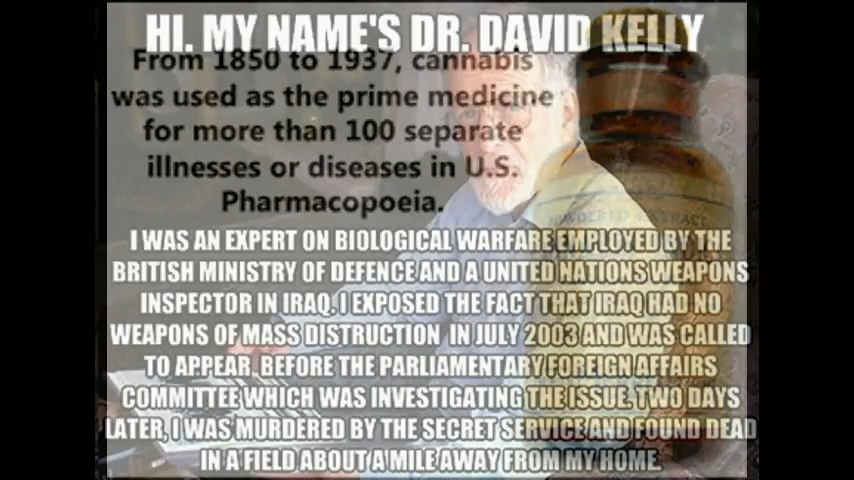 HI. MY NAME'S DR. DAVID KELLY
From 1850 to 1937, cannabis
was used as the prime medicine
for more than 100 separate
illnesses or diseases in U.S.
Pharmacopoeia.
POWDERED EXTRACT
I WAS AN EXPERT ON BIOLOGICAL WARFARE EMPLOYED BY THE
BRITISH MINISTRY OF DEFENCE AND A UNITED NATIONS WEAPONS
INSPECTOR IN IRAQ. I EXPOSED THE FACT THAT IRAQ HAD NO
WEAPONS OF MASS DISTRUCTION IN JULY 2003 AND WAS CALLED
TO APPEAR BEFORE THE PARLIAMENTARY FOREIGN AFFAIRS
COMMITTEE WHICH WAS INVESTIGATING THE ISSUE. TWO DAYS
LATER, I WAS MURDERED BY THE SECRET SERVICE AND FOUND DEAD
IN A FIELD ABOUT A MILE AWAY FROM MY HOME.